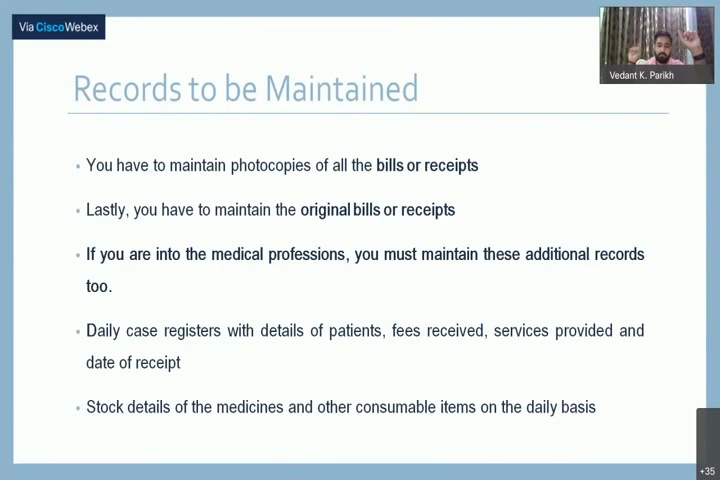 Via CiscoWebex
Vedant K. Parikh
Records to be Maintained
You have to maintain photocopies of all the bills or receipts
Lastly, you have to maintain the original bills or receipts
If you are into the medical professions, you must maintain these additional records
too.
Daily case registers with details of patients, fees received, services provided and
date of receipt
Stock details of the medicines and other consumable items on the daily basis
+35